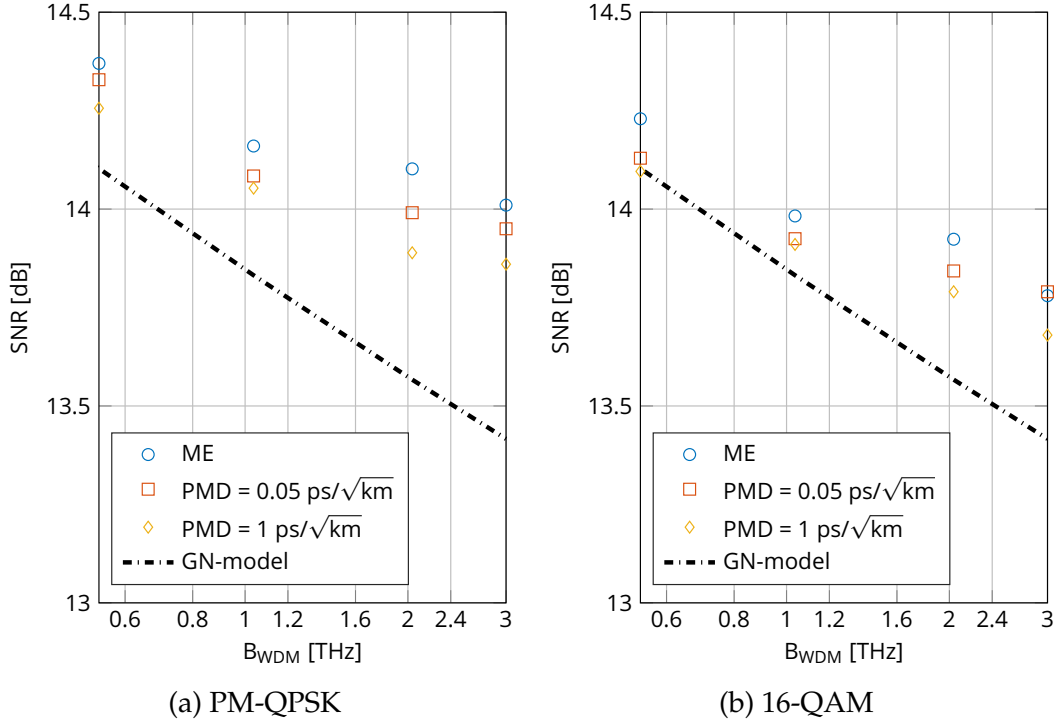 14.5
14
13.5
13
SNR [dB]
ME
PMD = 0.05 ps/√km
PMD = 1 ps/√km
GN-model
0.6 0.8 1 1.2 1.6 2 2.4 3
B_WDM [THz]
(a) PM-QPSK
14.5
14
13.5
13
SNR [dB]
ME
PMD = 0.05 ps/√km
PMD = 1 ps/√km
GN-model
0.6 0.8 1 1.2 1.6 2 2.4 3
B_WDM [THz]
(b) 16-QAM